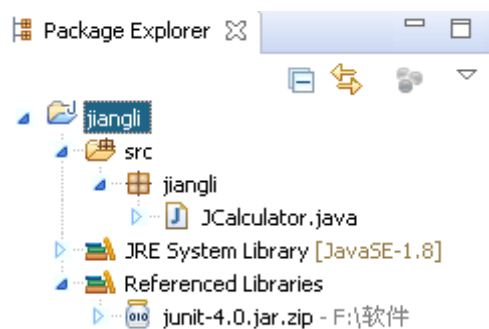 Package Explorer
jiangli
src
jiangli
JCalculator.java
JRE System Library [JavaSE-1.8]
Referenced Libraries
junit-4.0.jar.zip - F:\软件